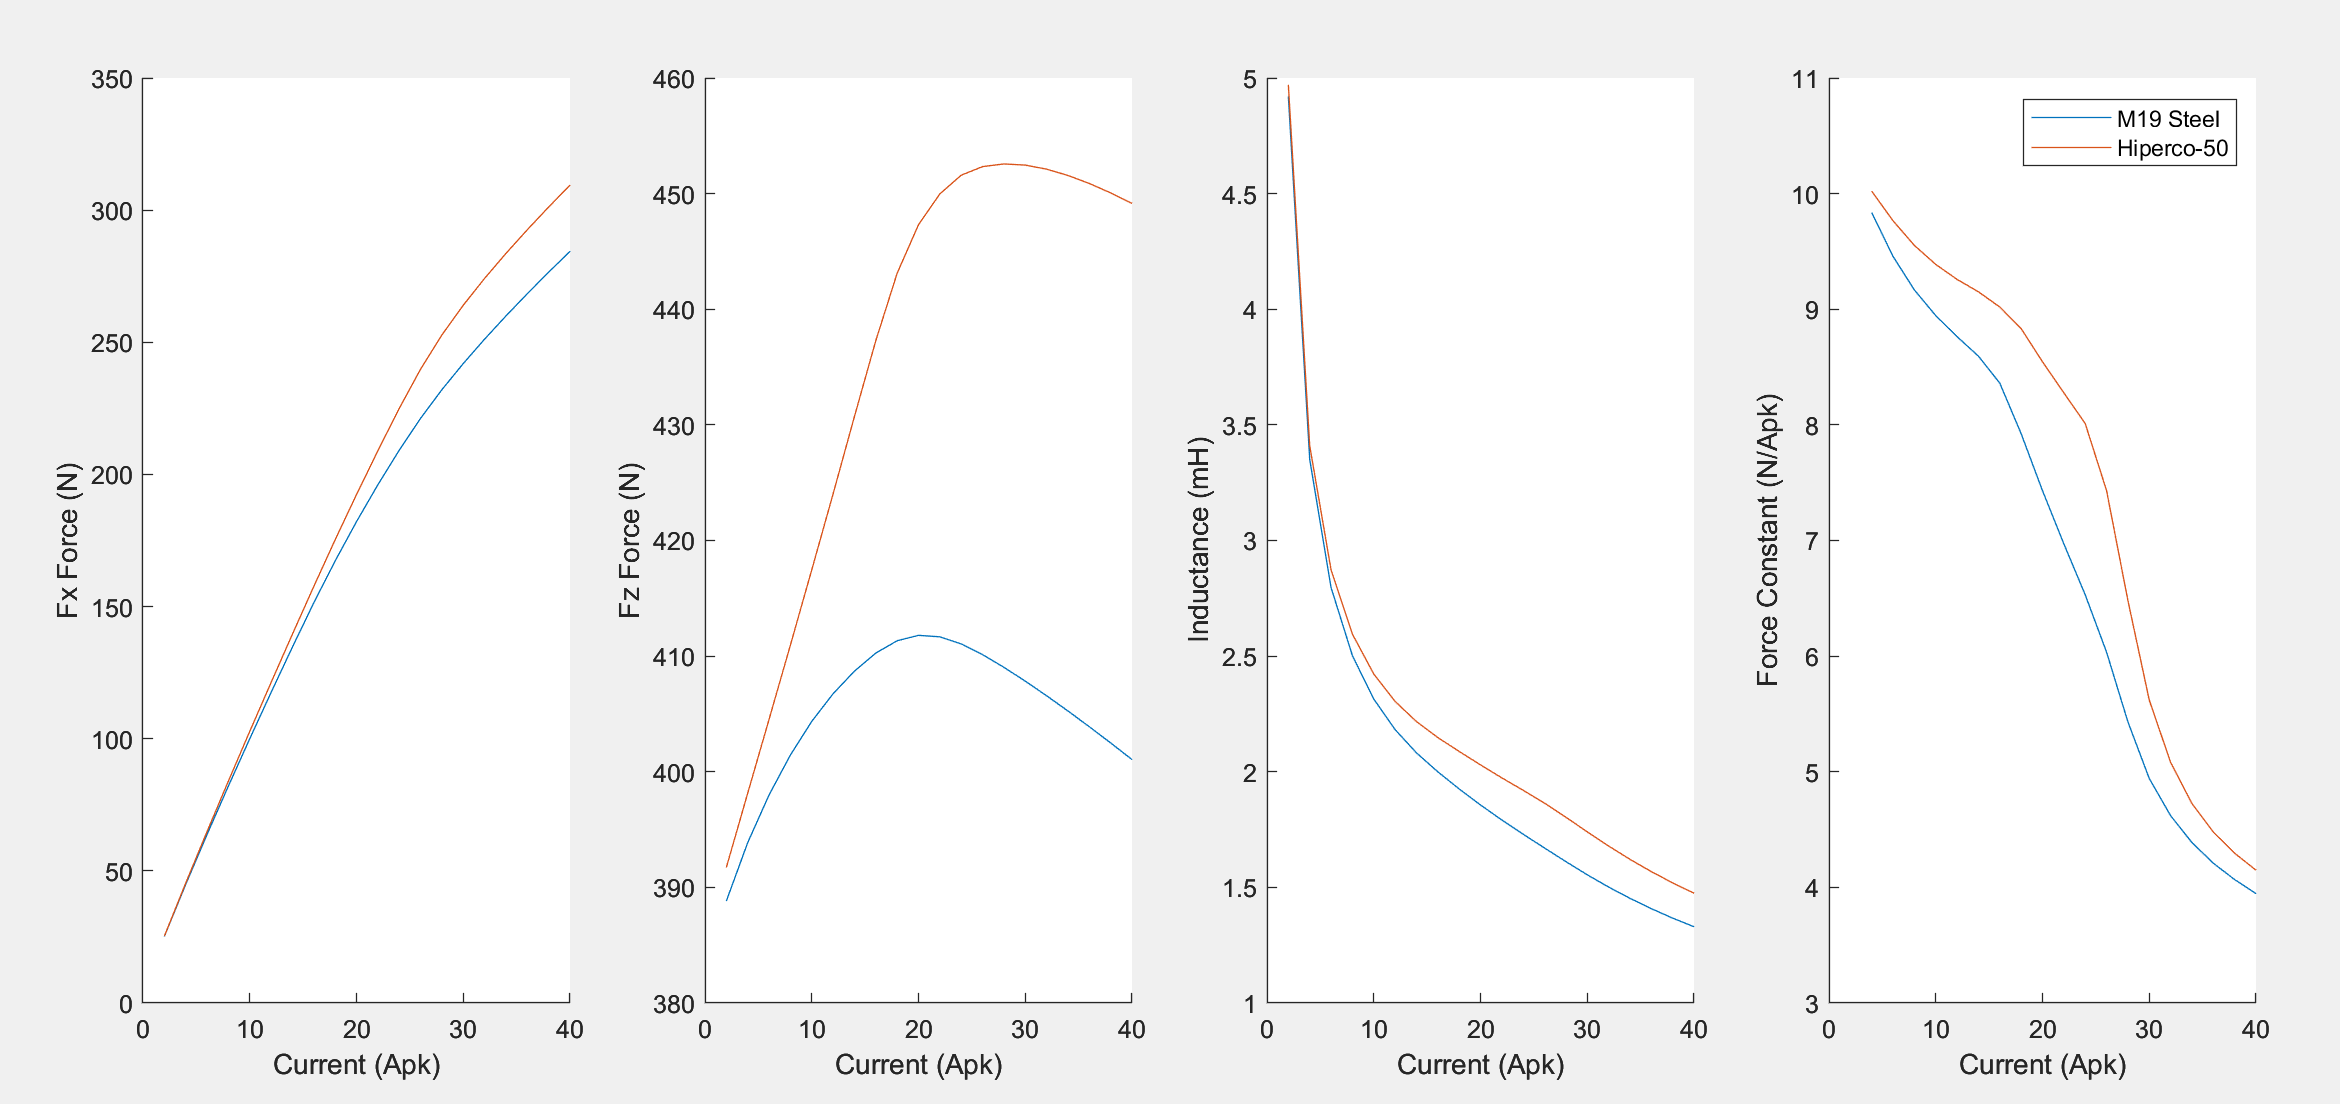 350
300
250
200
150
100
50
0
0 10 20 30 40
Fx Force (N)
Current (Apk)
460
450
440
430
420
410
400
390
380
0 10 20 30 40
Fz Force (N)
Current (Apk)
5
4.5
4
3.5
3
2.5
2
1.5
1
0 10 20 30 40
Inductance (mH)
Current (Apk)
11
10
9
8
7
6
5
4
3
0 10 20 30 40
Force Constant (N/Apk)
Current (Apk)
M19 Steel
Hiperco-50